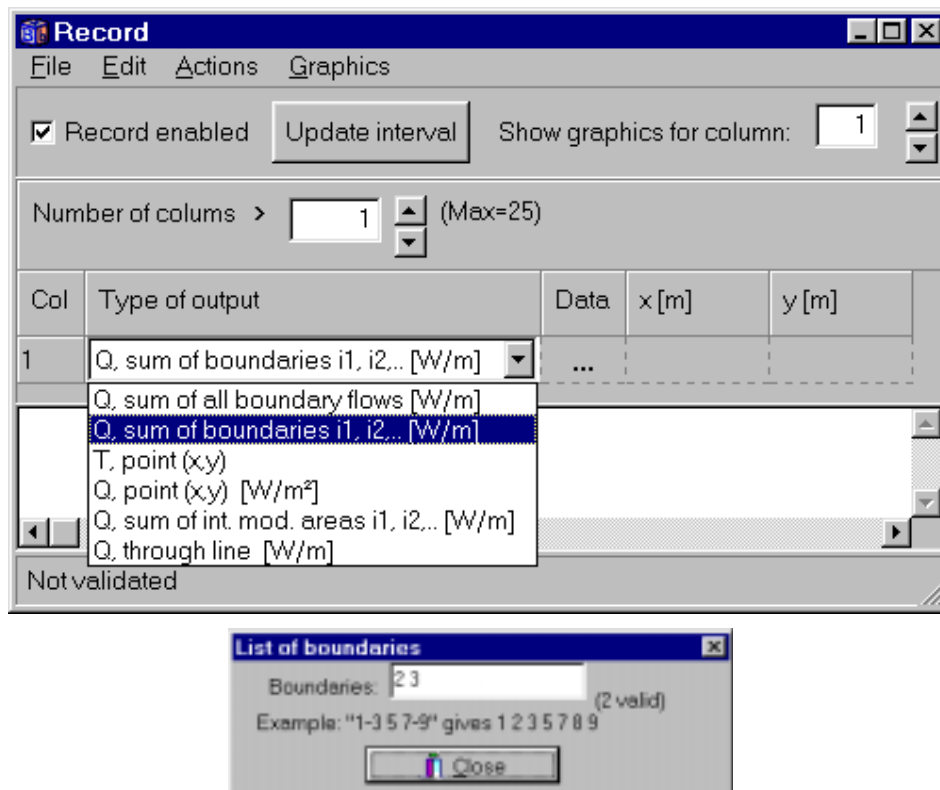 Record
File Edit Actions Graphics
Record enabled Update interval Show graphics for column: 1
Number of colums > 1 (Max=25)
Col Type of output Data x [m] y [m]
1 Q, sum of boundaries i1, i2,.. [W/m] ...
Q, sum of all boundary flows [W/m]
Q, sum of boundaries i1, i2,.. [W/m]
T, point (x,y)
Q, point (x,y) [W/m²]
Q, sum of int. mod. areas i1, i2,.. [W/m]
Q, through line [W/m]
Not validated
List of boundaries
Boundaries: 2 3 (2 valid)
Example: "1-3 5 7-9" gives 1 2 3 5 7 8 9
Close